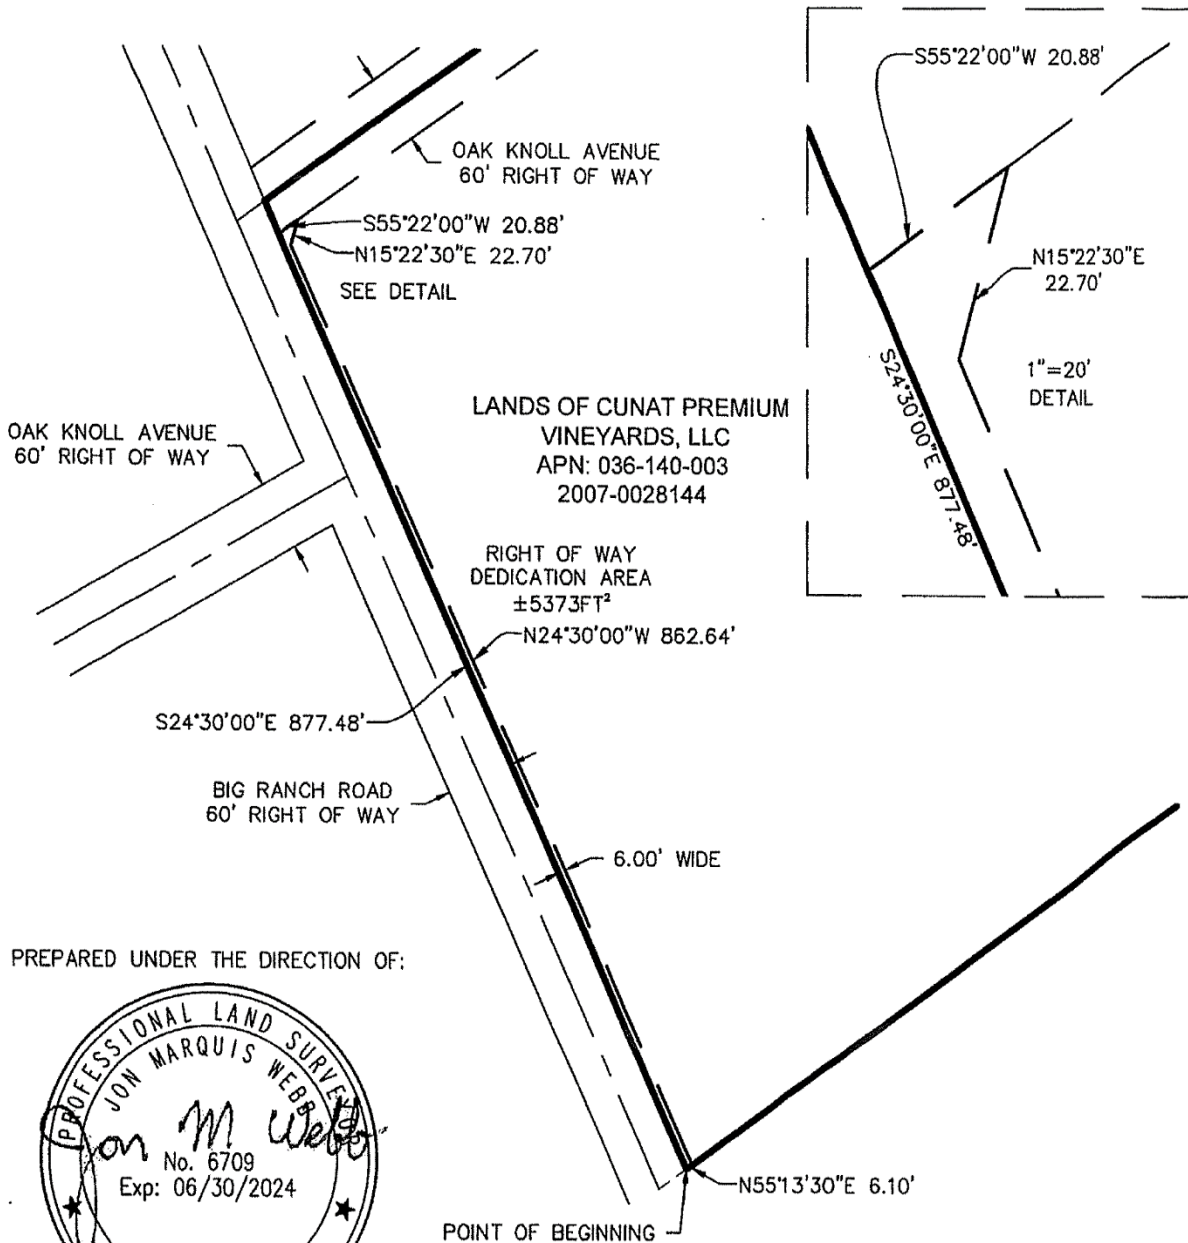 S55°22'00"W 20.88'
OAK KNOLL AVENUE
60' RIGHT OF WAY
S55°22'00"W 20.88'
N15°22'30"E 22.70'
SEE DETAIL
N15°22'30"E
22.70'
1"=20'
DETAIL
S24°30'00"E 877.48'
LANDS OF CUNAT PREMIUM
VINEYARDS, LLC
APN: 036-140-003
2007-0028144
OAK KNOLL AVENUE
60' RIGHT OF WAY
RIGHT OF WAY
DEDICATION AREA
±5373FT²
N24°30'00"W 862.64'
S24°30'00"E 877.48'
BIG RANCH ROAD
60' RIGHT OF WAY
6.00' WIDE
PREPARED UNDER THE DIRECTION OF:
PROFESSIONAL LAND SURVEYOR
JON MARQUIS WEBB
Jon M Webb
No. 6709
Exp: 06/30/2024
N55°13'30"E 6.10'
POINT OF BEGINNING